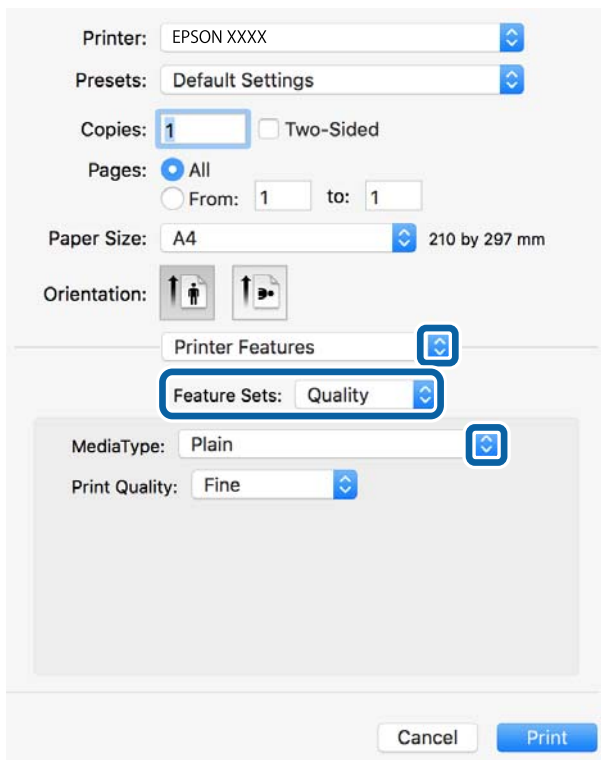 Printer: EPSON XXXX
Presets: Default Settings
Copies: 1 Two-Sided
Pages: All
From: 1 to: 1
Paper Size: A4 210 by 297 mm
Orientation:
Printer Features
Feature Sets: Quality
MediaType: Plain
Print Quality: Fine
Cancel Print